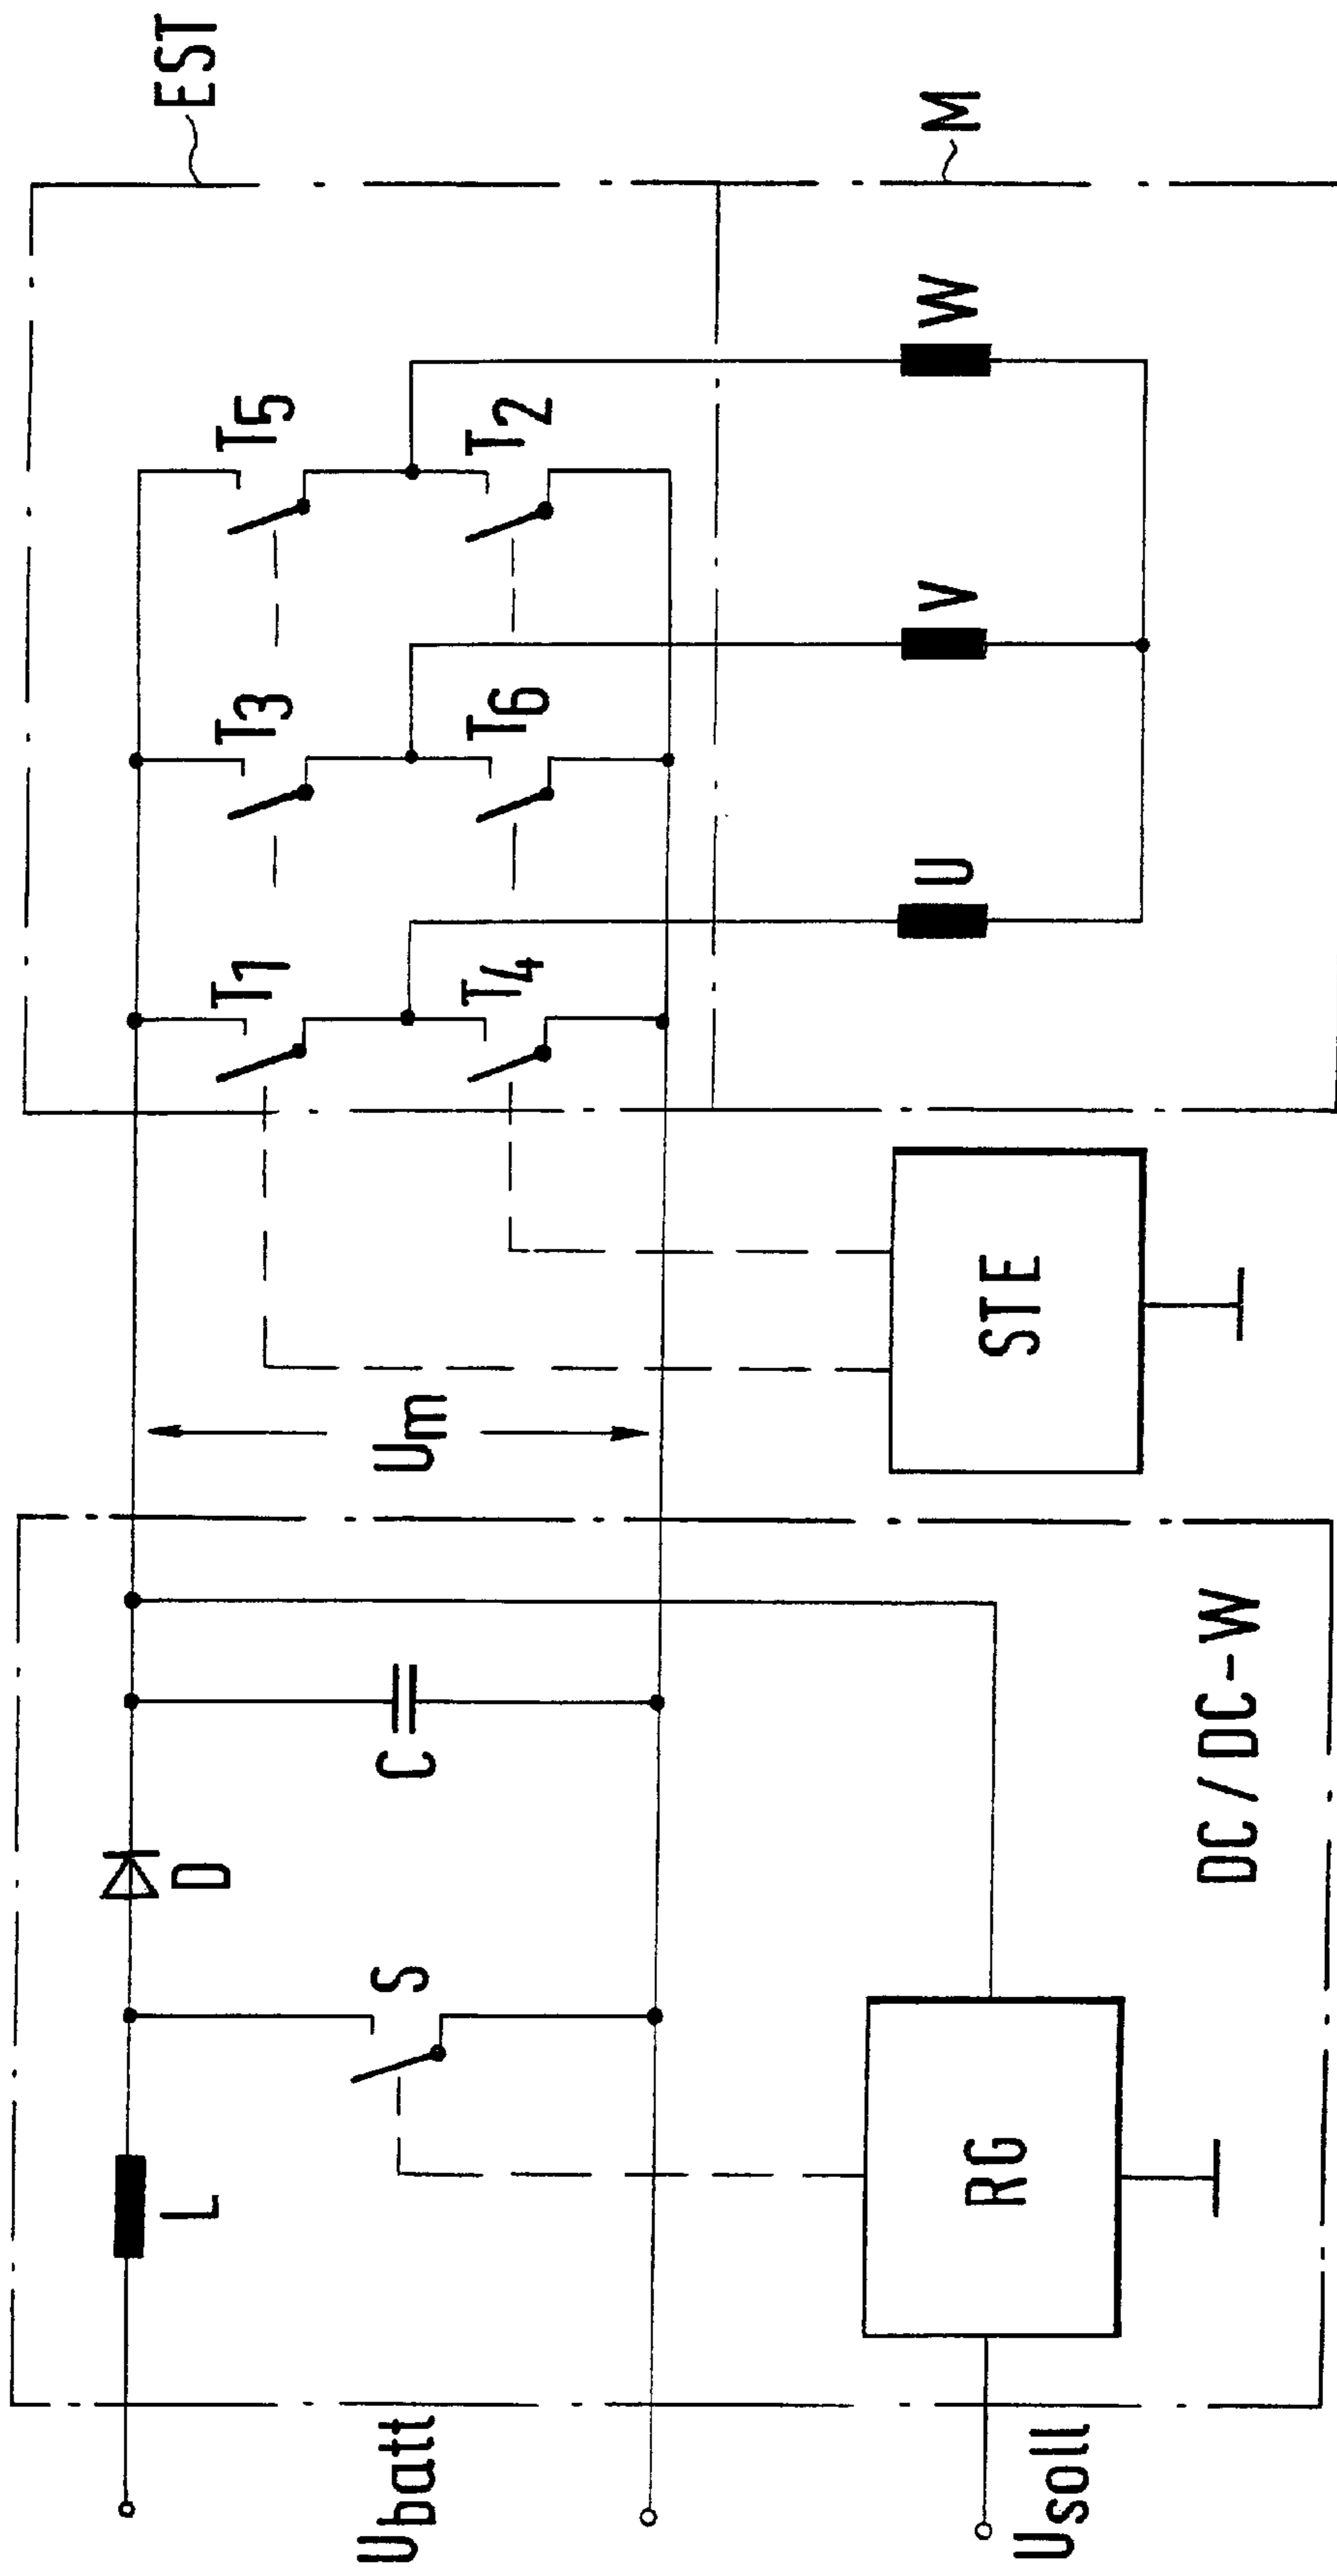 EST
T1
T3
T5
T4
T6
T2
L
D
S
C
Um
Ubatt
U
V
W
M
RG
STE
Usoll
DC/DC-W